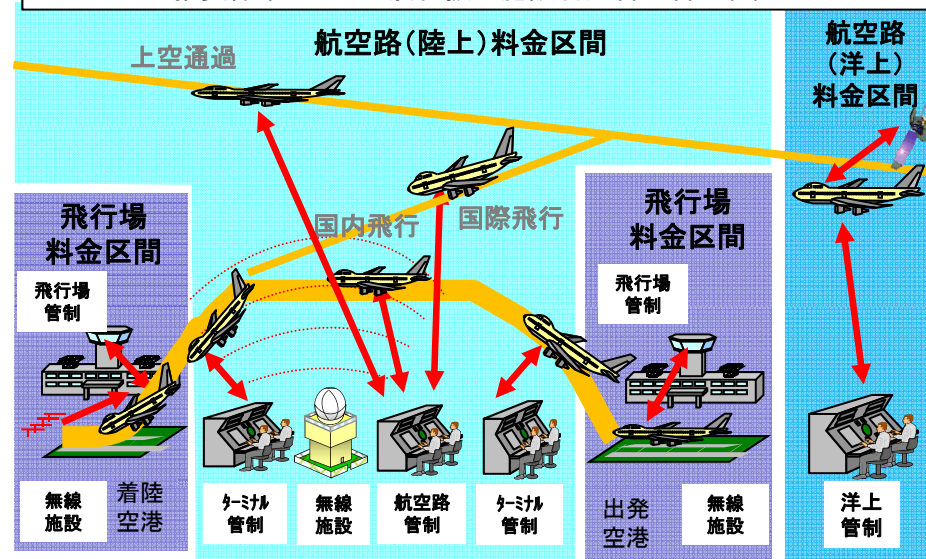 航空路(陸上)料金区間
航空路
(洋上)
料金区間
上空通過
国内飛行
国際飛行
飛行場
料金区間
飛行場
管制
飛行場
料金区間
飛行場
管制
無線
施設
着陸
空港
ターミナル
管制
無線
施設
航空路
管制
ターミナル
管制
出発
空港
無線
施設
洋上
管制